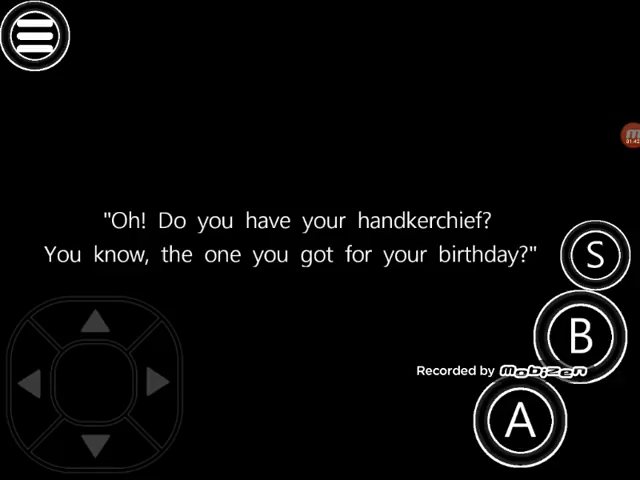 "Oh! Do you have your handkerchief?
You know, the one you got for your birthday?"
S
B
Recorded by Mobizen
A